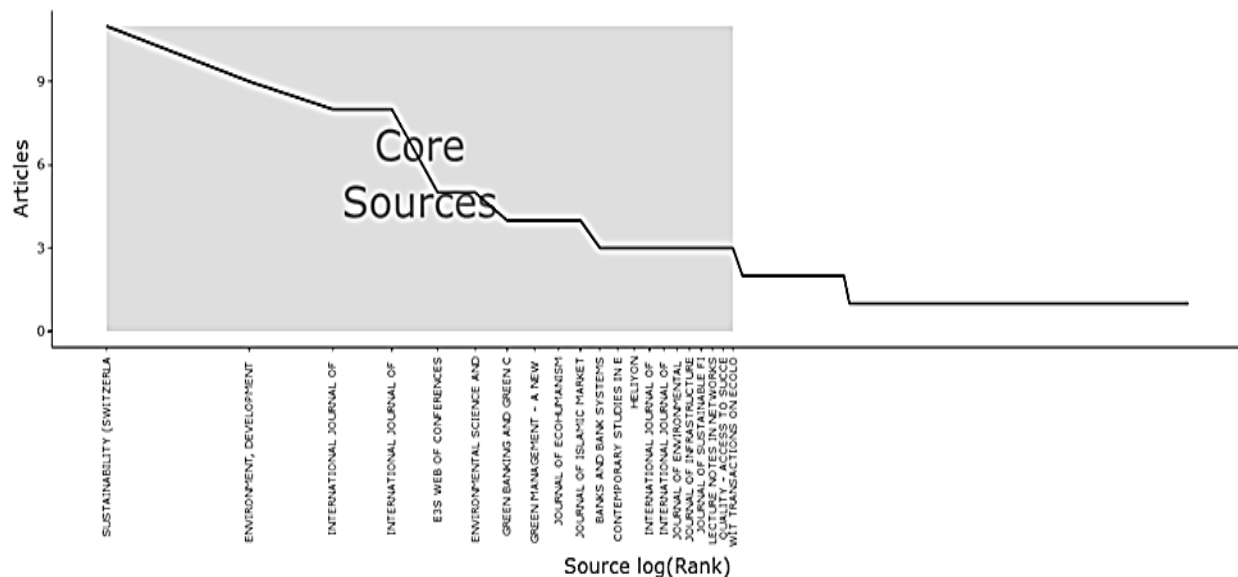 Articles
9
6
3
0
Core
Sources
SUSTAINABILITY (SWITZERLA
ENVIRONMENT, DEVELOPMENT
INTERNATIONAL JOURNAL OF
INTERNATIONAL JOURNAL OF
E3S WEB OF CONFERENCES
ENVIRONMENTAL SCIENCE AND
GREEN BANKING AND GREEN C
GREEN MANAGEMENT - A NEW
JOURNAL OF ECOHUMANISM
JOURNAL OF ISLAMIC MARKET
BANKS AND BANK SYSTEMS
CONTEMPORARY STUDIES IN E
HELIYON
INTERNATIONAL JOURNAL OF
INTERNATIONAL JOURNAL OF
JOURNAL OF ENVIRONMENTAL
JOURNAL OF INFRASTRUCTURE
JOURNAL OF SUSTAINABLE FI
LECTURE NOTES IN NETWORKS
QUALITY - ACCESS TO SUCCE
WIT TRANSACTIONS ON ECOLO
Source log(Rank)